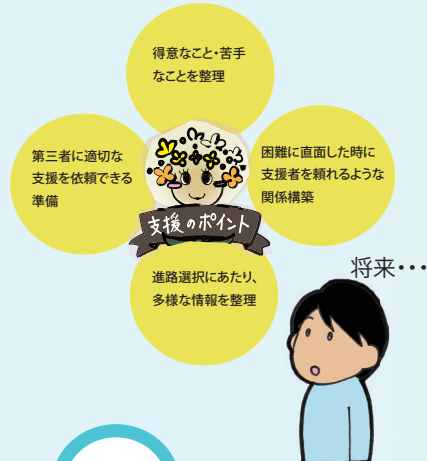 得意なこと・苦手
なことを整理
第三者に適切な
支援を依頼できる
準備
困難に直面した時に
支援者を頼れるような
関係構築
支援のポイント
進路選択にあたり、
多様な情報を整理
将来・・・